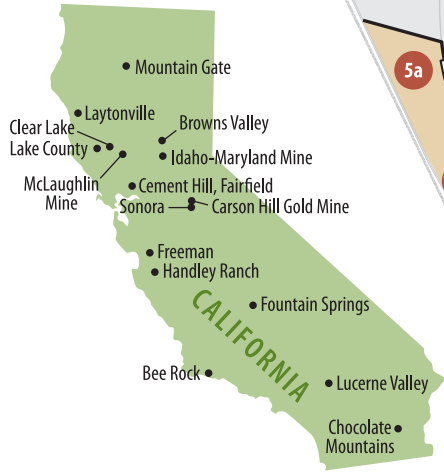 5a
Mountain Gate
Laytonville
Browns Valley
Clear Lake
Lake County
Idaho-Maryland Mine
McLaughlin
Mine
Cement Hill, Fairfield
Sonora
Carson Hill Gold Mine
Freeman
Handley Ranch
CALIFORNIA
Fountain Springs
Bee Rock
Lucerne Valley
Chocolate
Mountains